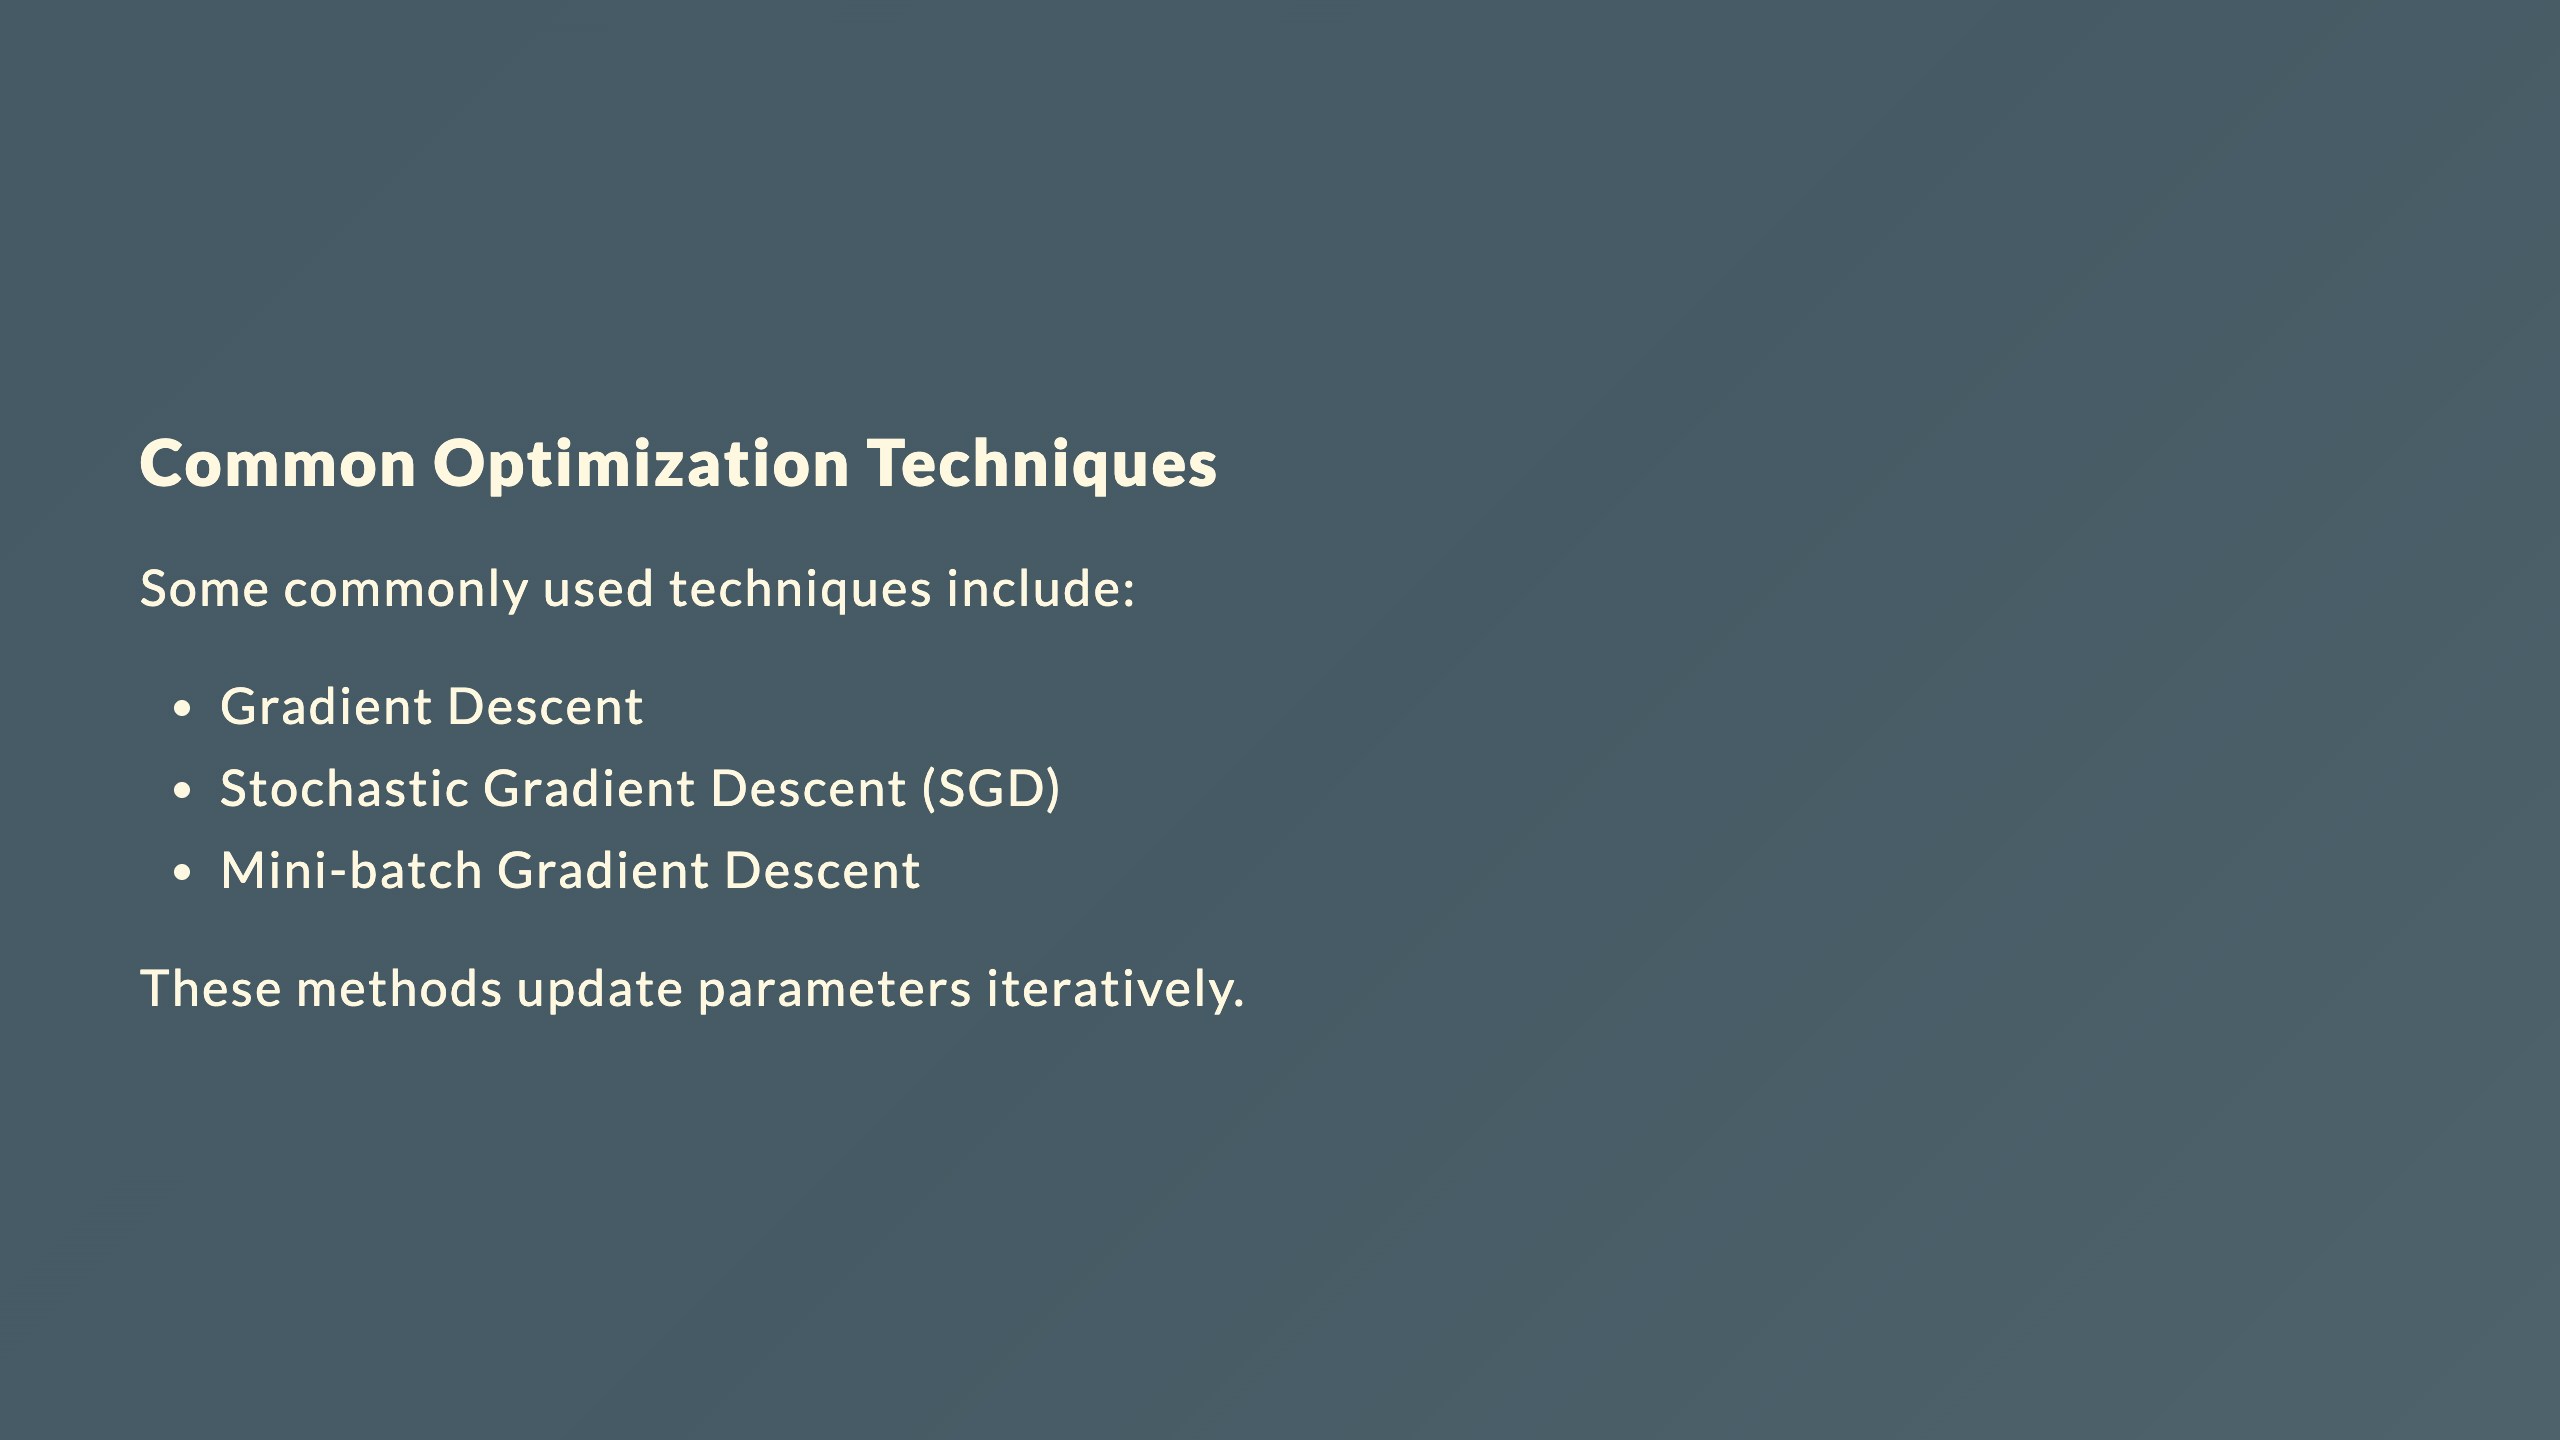 Common Optimization Techniques
Some commonly used techniques include:
• Gradient Descent
• Stochastic Gradient Descent (SGD)
• Mini-batch Gradient Descent
These methods update parameters iteratively.